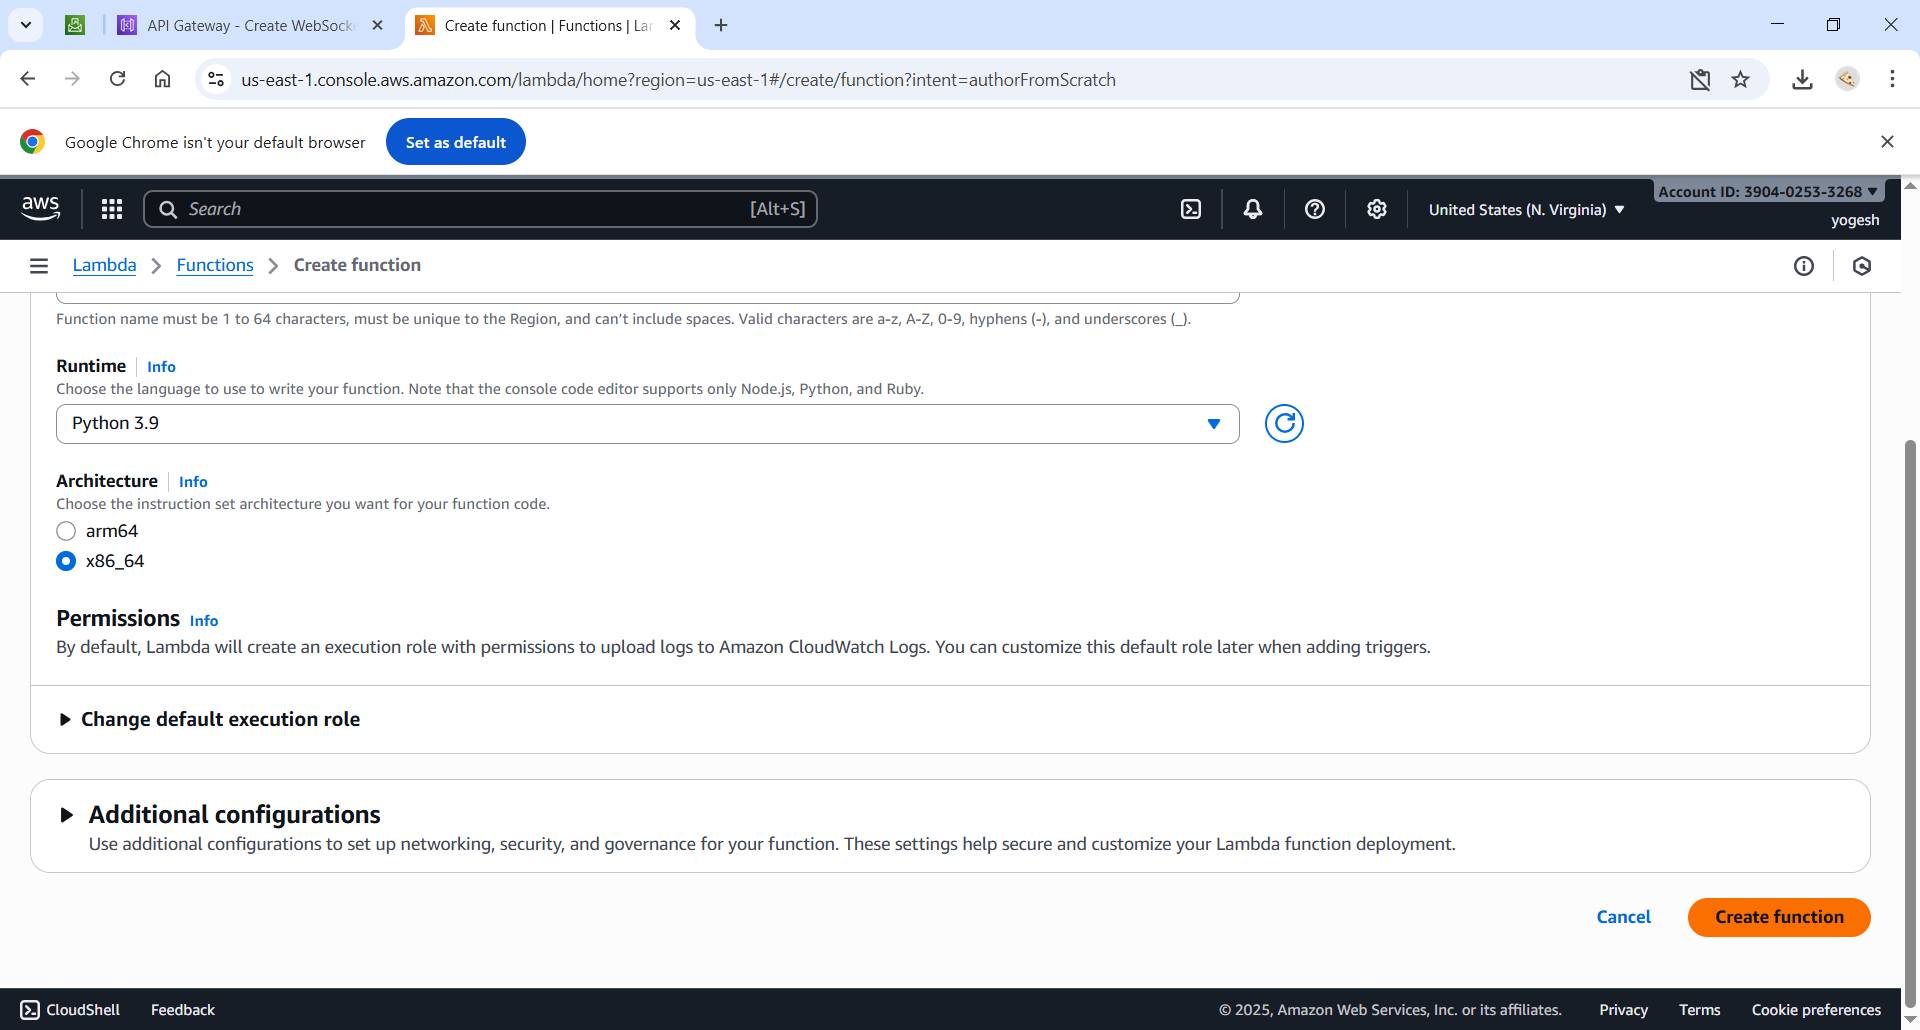 API Gateway - Create WebSocke
Create function | Functions | La
us-east-1.console.aws.amazon.com/lambda/home?region=us-east-1#/create/function?intent=authorFromScratch
Google Chrome isn't your default browser
Set as default
aws
Search
[Alt+S]
United States (N. Virginia)
Account ID: 3904-0253-3268
yogesh
Lambda
Functions
Create function
Function name must be 1 to 64 characters, must be unique to the Region, and can’t include spaces. Valid characters are a-z, A-Z, 0-9, hyphens (-), and underscores (_).
Runtime Info
Choose the language to use to write your function. Note that the console code editor supports only Node.js, Python, and Ruby.
Python 3.9
Architecture Info
Choose the instruction set architecture you want for your function code.
arm64
x86_64
Permissions Info
By default, Lambda will create an execution role with permissions to upload logs to Amazon CloudWatch Logs. You can customize this default role later when adding triggers.
Change default execution role
Additional configurations
Use additional configurations to set up networking, security, and governance for your function. These settings help secure and customize your Lambda function deployment.
Cancel
Create function
CloudShell
Feedback
© 2025, Amazon Web Services, Inc. or its affiliates.
Privacy
Terms
Cookie preferences